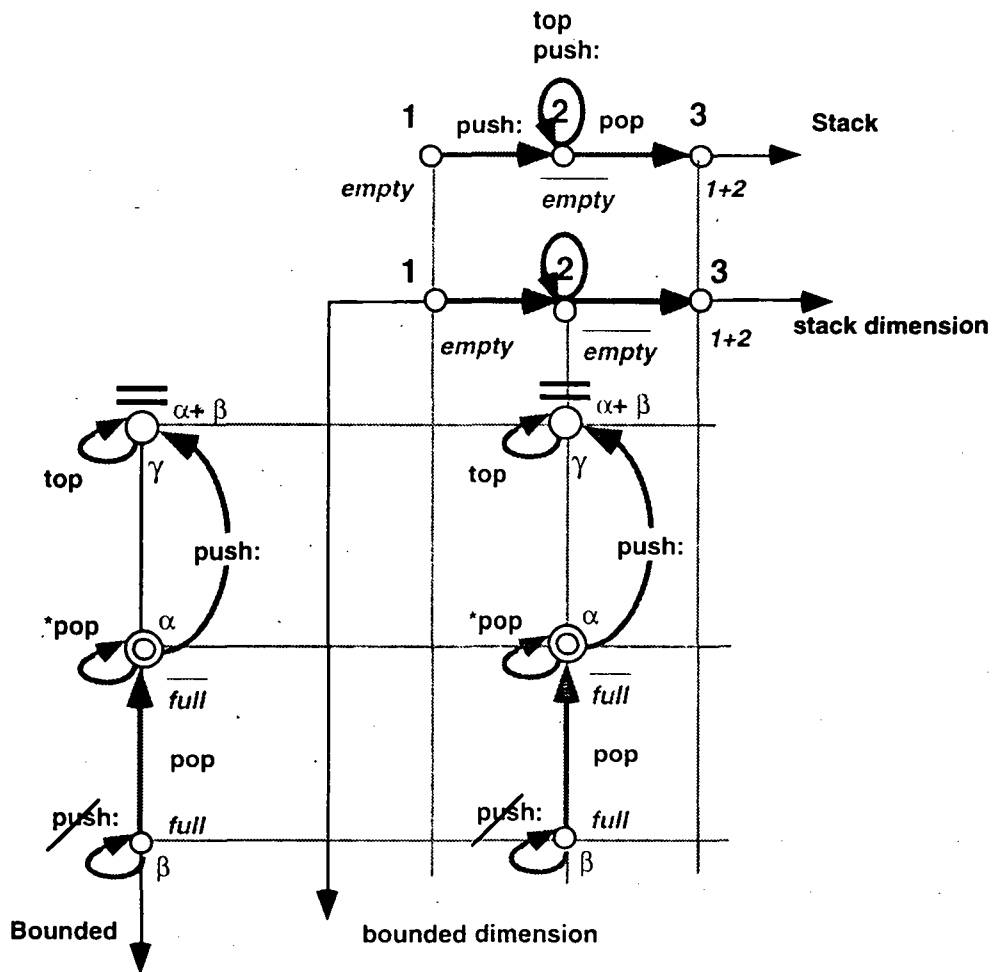 top
push:
1 push: 2 pop 3 Stack
empty empty 1+2
1 2 3
stack dimension
empty empty 1+2
α+ β α+ β
top γ top γ
push: push:
*pop α *pop α
full full
pop pop
push: full push: full
β β
Bounded bounded dimension